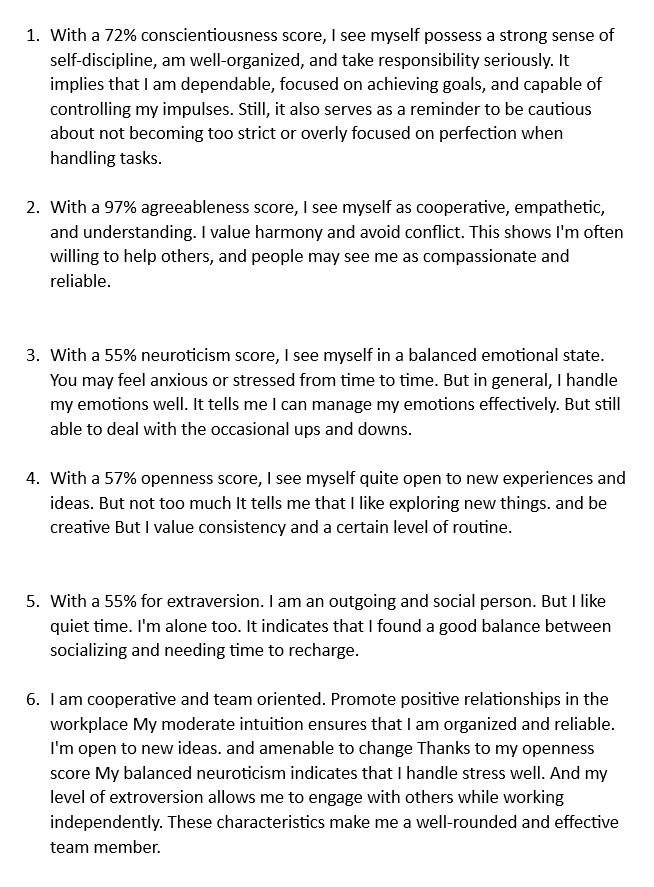 1. With a 72% conscientiousness score, I see myself possess a strong sense of
self-discipline, am well-organized, and take responsibility seriously. It
implies that I am dependable, focused on achieving goals, and capable of
controlling my impulses. Still, it also serves as a reminder to be cautious
about not becoming too strict or overly focused on perfection when
handling tasks.
2. With a 97% agreeableness score, I see myself as cooperative, empathetic,
and understanding. I value harmony and avoid conflict. This shows I'm often
willing to help others, and people may see me as compassionate and
reliable.
3. With a 55% neuroticism score, I see myself in a balanced emotional state.
You may feel anxious or stressed from time to time. But in general, I handle
my emotions well. It tells me I can manage my emotions effectively. But still
able to deal with the occasional ups and downs.
4. With a 57% openness score, I see myself quite open to new experiences and
ideas. But not too much It tells me that I like exploring new things. and be
creative But I value consistency and a certain level of routine.
5. With a 55% for extraversion. I am an outgoing and social person. But I like
quiet time. I'm alone too. It indicates that I found a good balance between
socializing and needing time to recharge.
6. I am cooperative and team oriented. Promote positive relationships in the
workplace My moderate intuition ensures that I am organized and reliable.
I'm open to new ideas. and amenable to change Thanks to my openness
score My balanced neuroticism indicates that I handle stress well. And my
level of extroversion allows me to engage with others while working
independently. These characteristics make me a well-rounded and effective
team member.